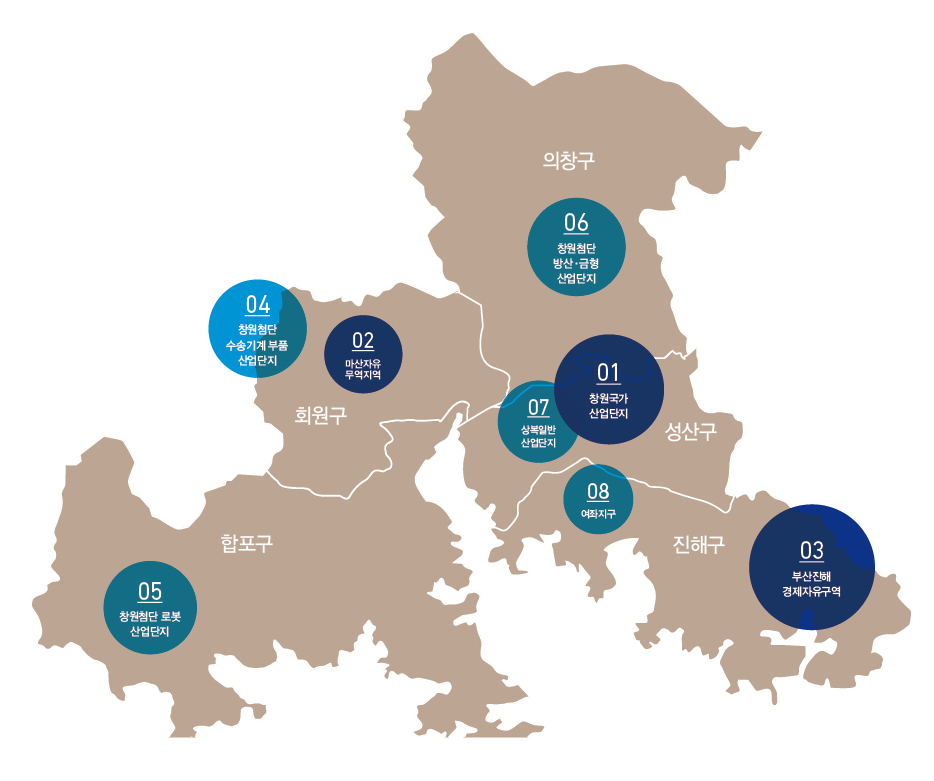 의창구
06
창원첨단
방산·금형
산업단지
04
창원첨단
수송기계 부품
산업단지
02
마산자유
무역지역
01
창원국가
산업단지
07
상복일반
산업단지
회원구
성산구
08
여좌지구
합포구
진해구
03
부산진해
경제자유구역
05
창원첨단 로봇
산업단지